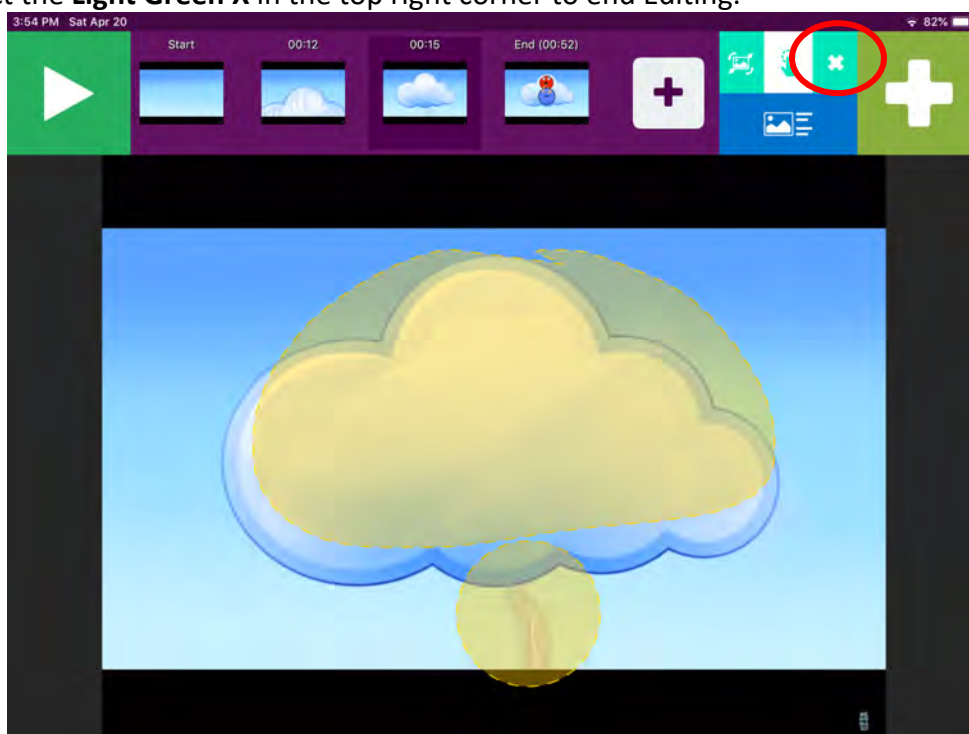 the Light Green X in the top right corner to end Editing.
3:54 PM Sat Apr 20
82%
Start
00:12
00:15
End (00:52)